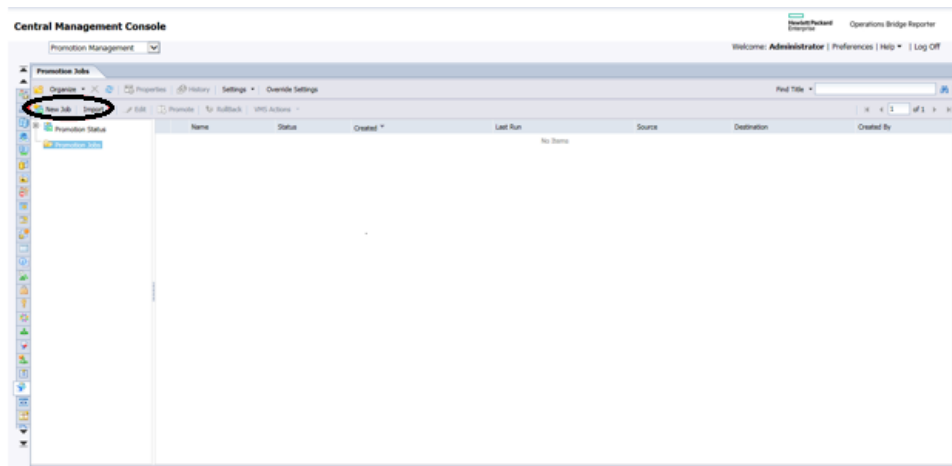 Central Management Console
Hewlett Packard
Enterprise
Operations Bridge Reporter
Promotion Management
Welcome: Administrator | Preferences | Help | Log Off
Promotion Jobs
Organize Properties History Settings Override Settings Find Title
New Job Import Edit Promote Rollback VMS Actions 1 of 1
Promotion Status
Promotion Jobs
Name Status Created Last Run Source Destination Created By
No Items